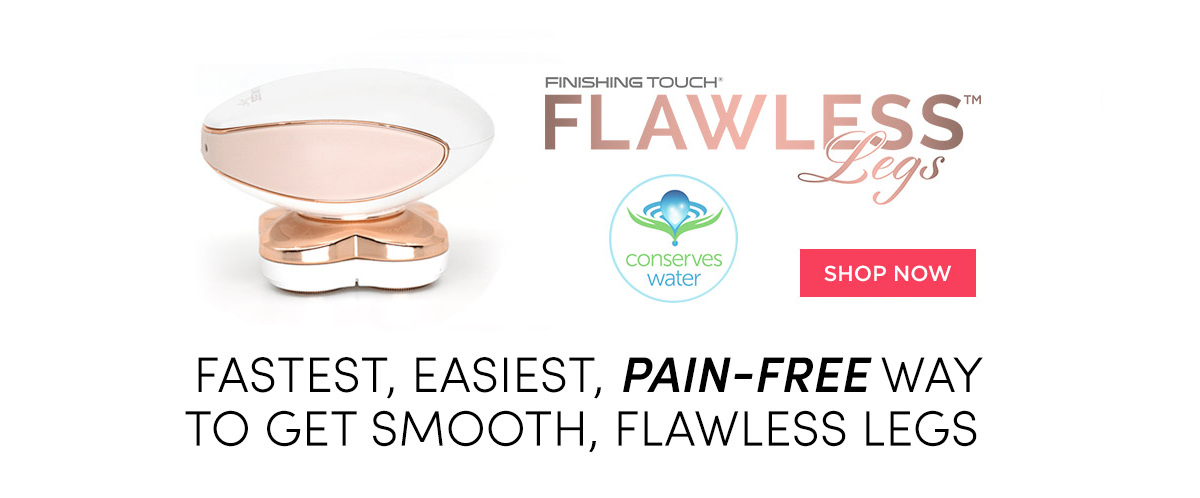 FINISHING TOUCH®
FLAWLESS™
Legs
conserves
water
SHOP NOW
FASTEST, EASIEST, PAIN-FREE WAY
TO GET SMOOTH, FLAWLESS LEGS